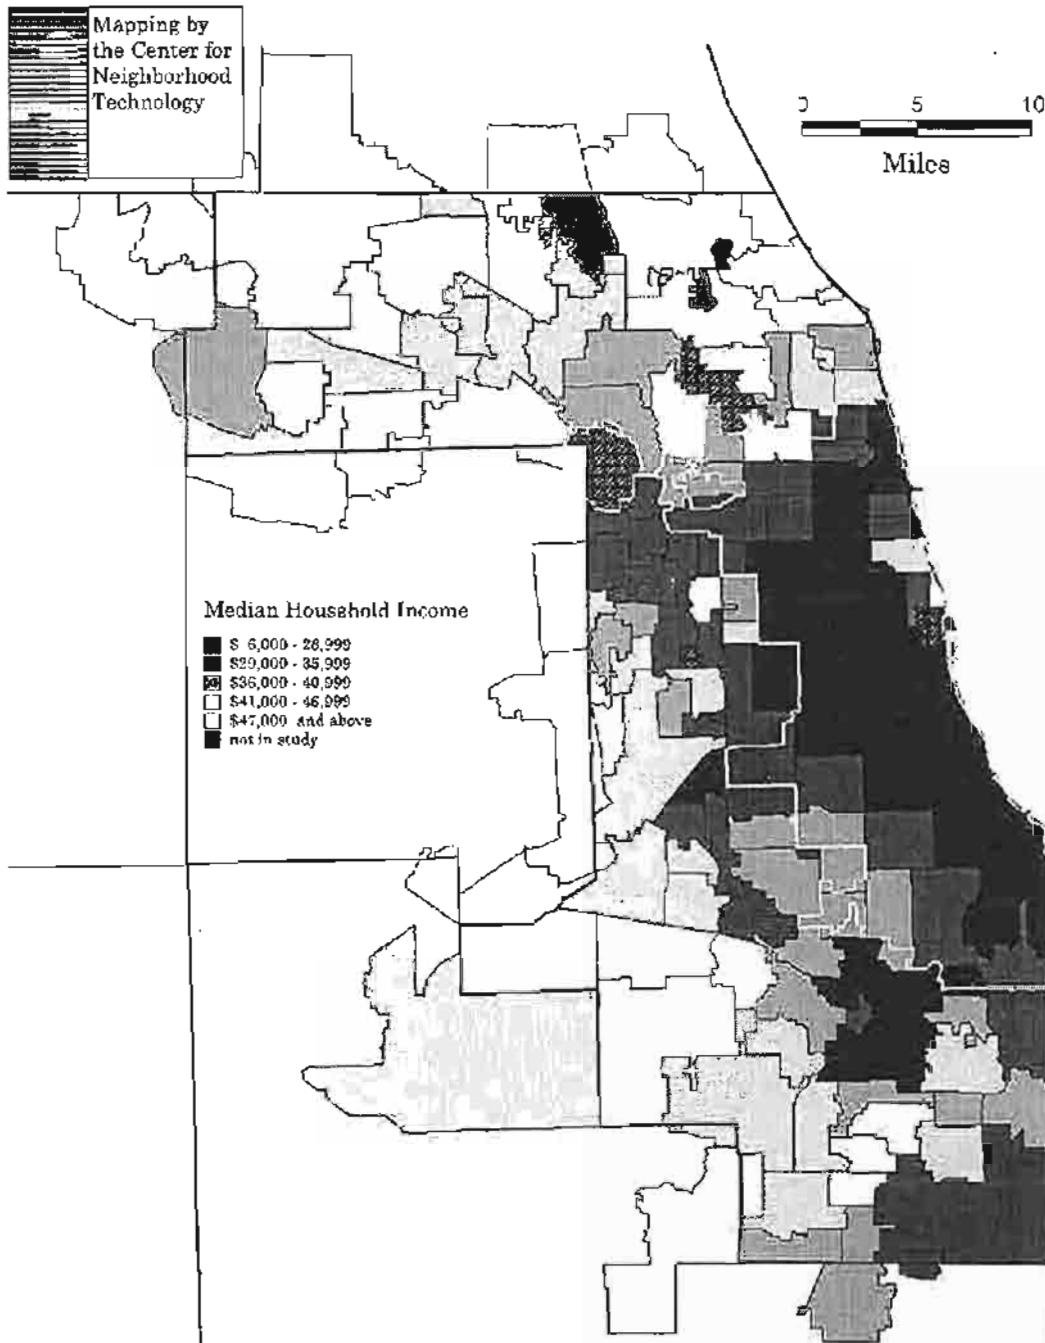 Mapping by
the Center for
Neighborhood
Technology
0 5 10
Miles
Median Household Income
$ 6,000 - 28,999
$29,000 - 35,999
$36,000 - 40,999
$41,000 - 46,999
$47,000 and above
not in study